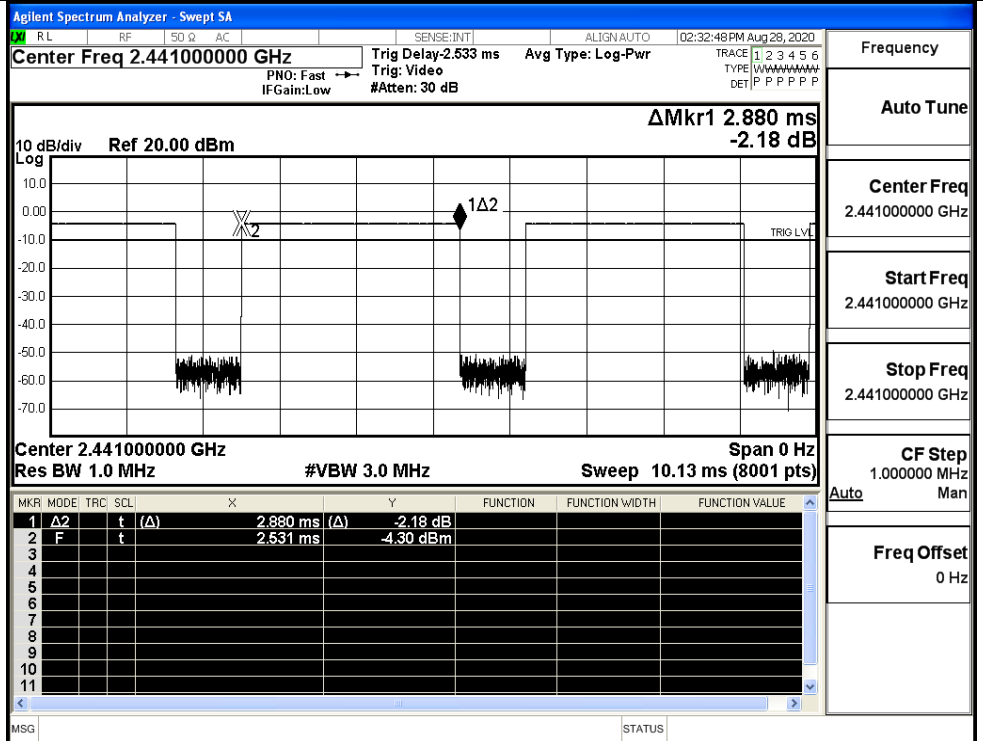 Agilent Spectrum Analyzer - Swept SA
RL RF 50 Ω AC SENSE:INT ALIGN AUTO 02:32:48 PM Aug 28, 2020
Center Freq 2.441000000 GHz
PNO: Fast
IFGain:Low
Trig Delay-2.533 ms
Trig: Video
#Atten: 30 dB
Avg Type: Log-Pwr
TRACE 1 2 3 4 5 6
TYPE WWWWWW
DET P P P P P P
ΔMkr1 2.880 ms
-2.18 dB
10 dB/div Ref 20.00 dBm
Log
10.0
0.00
-10.0
-20.0
-30.0
-40.0
-50.0
-60.0
-70.0
2
1Δ2
TRIG LVL
Center 2.441000000 GHz Span 0 Hz
Res BW 1.0 MHz #VBW 3.0 MHz Sweep 10.13 ms (8001 pts)
MKR MODE TRC SCL X Y FUNCTION FUNCTION WIDTH FUNCTION VALUE
1 Δ2 t (Δ) 2.880 ms (Δ) -2.18 dB
2 F t 2.531 ms -4.30 dBm
3
4
5
6
7
8
9
10
11
MSG STATUS
Frequency
Auto Tune
Center Freq
2.441000000 GHz
Start Freq
2.441000000 GHz
Stop Freq
2.441000000 GHz
CF Step
1.000000 MHz
Auto Man
Freq Offset
0 Hz